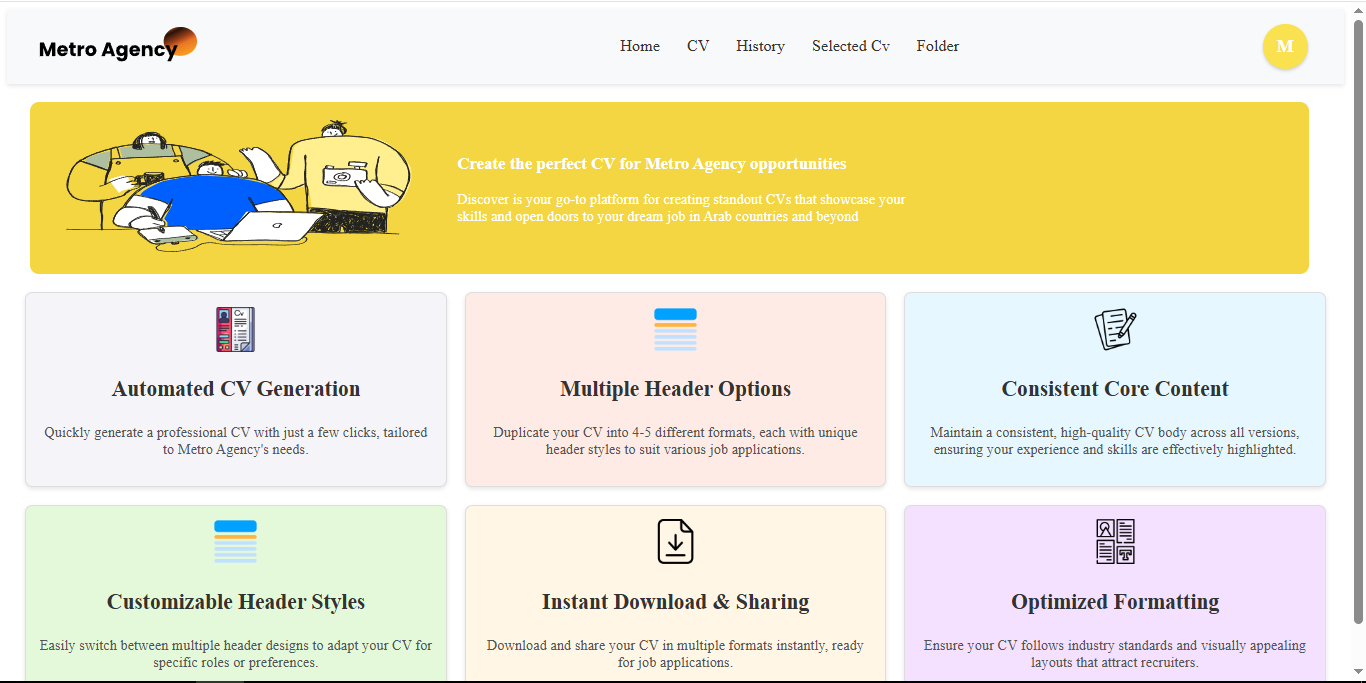 Metro Agency
Home CV History Selected Cv Folder
M
Create the perfect CV for Metro Agency opportunities
Discover is your go-to platform for creating standout CVs that showcase your
skills and open doors to your dream job in Arab countries and beyond
Cv
Automated CV Generation
Quickly generate a professional CV with just a few clicks, tailored
to Metro Agency's needs.
Multiple Header Options
Duplicate your CV into 4-5 different formats, each with unique
header styles to suit various job applications.
Consistent Core Content
Maintain a consistent, high-quality CV body across all versions,
ensuring your experience and skills are effectively highlighted.
Customizable Header Styles
Easily switch between multiple header designs to adapt your CV for
specific roles or preferences.
Instant Download & Sharing
Download and share your CV in multiple formats instantly, ready
for job applications.
T
Optimized Formatting
Ensure your CV follows industry standards and visually appealing
layouts that attract recruiters.